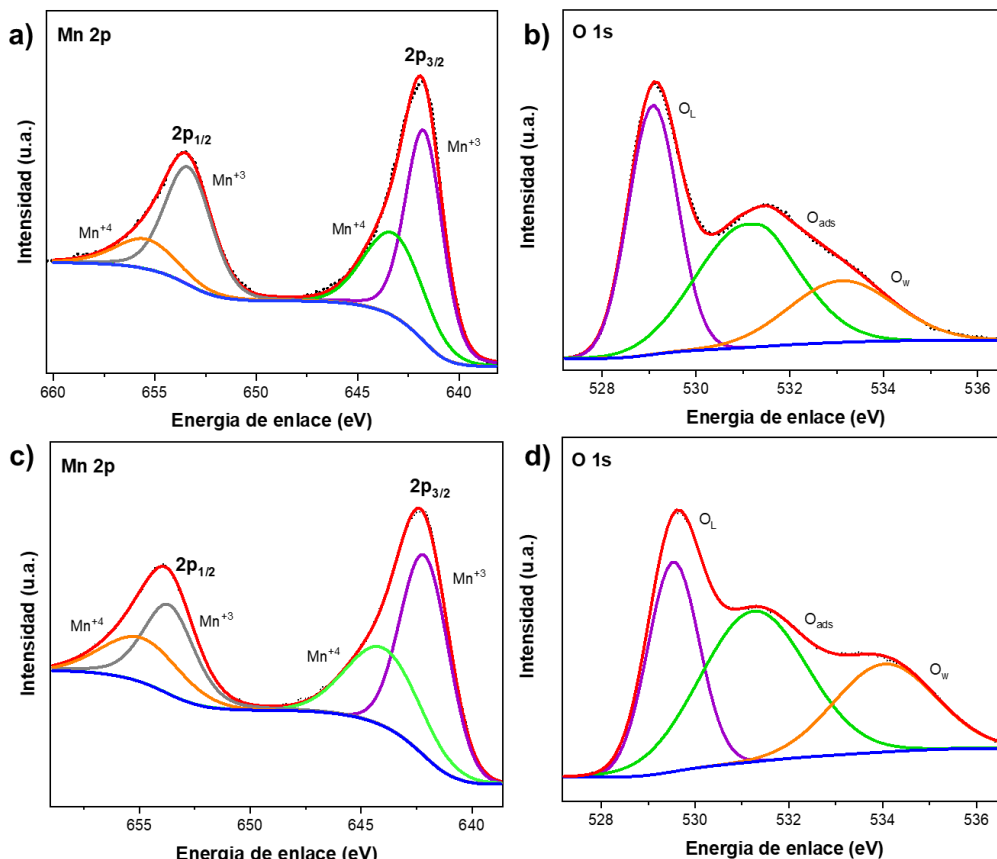 a)
Mn 2p
2p3/2
2p1/2
Mn+3
Mn+3
Mn+4
Mn+4
Intensidad (u.a.)
660
655
650
645
640
Energia de enlace (eV)
b)
O 1s
OL
Oads
Ow
Intensidad (u.a.)
528
530
532
534
536
Energia de enlace (eV)
c)
Mn 2p
2p3/2
2p1/2
Mn+3
Mn+4
Mn+3
Mn+4
Intensidad (u.a.)
655
650
645
640
Energia de enlace (eV)
d)
O 1s
OL
Oads
Ow
Intensidad (u.a.)
528
530
532
534
536
Energia de enlace (eV)